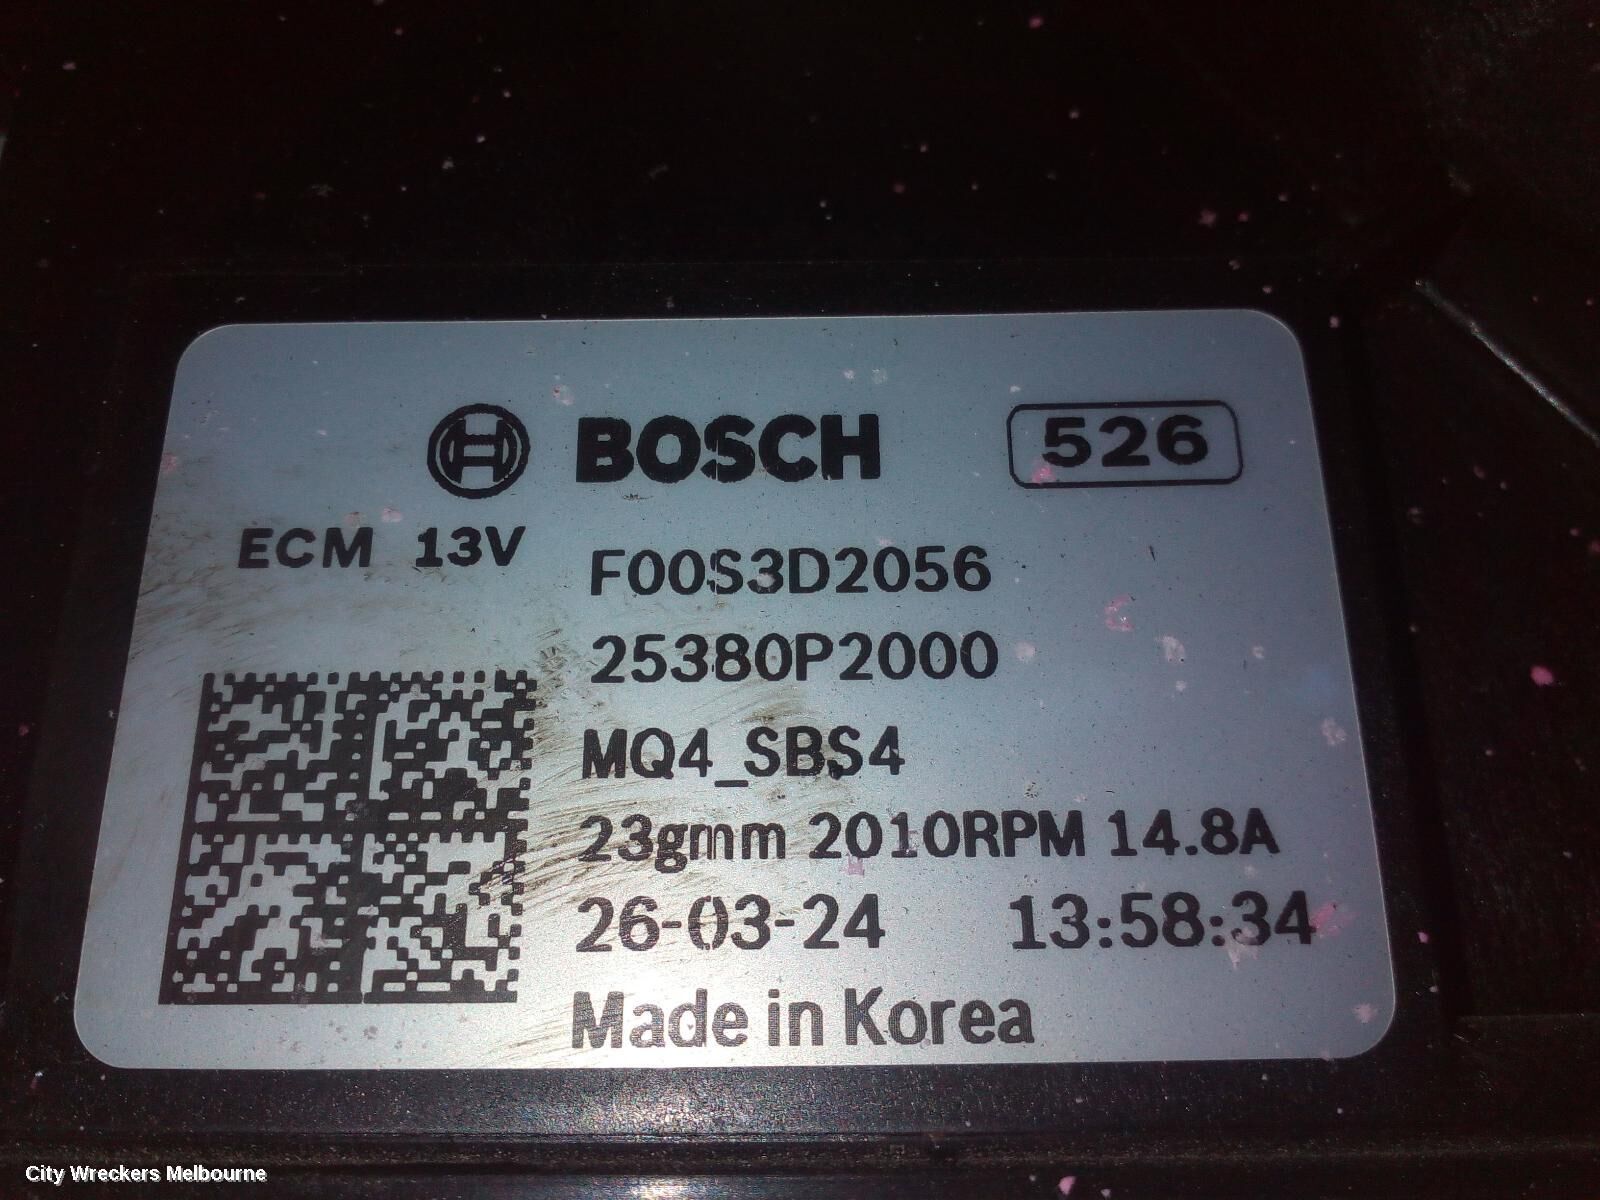 BOSCH 526
ECM 13V
F00S3D2056
25380P2000
MQ4_SBS4
23gmm 2010RPM 14.8A
26-03-24 13:58:34
Made in Korea
City Wreckers Melbourne